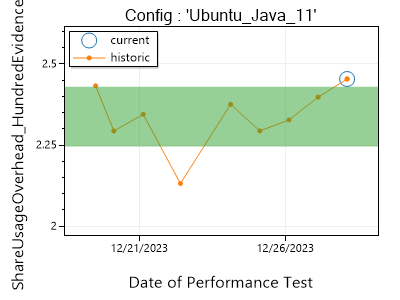 Config : 'Ubuntu_Java_11'
ShareUsageOverhead_HundredEvidence
current
historic
2.5
2.25
2
12/21/2023
12/26/2023
Date of Performance Test